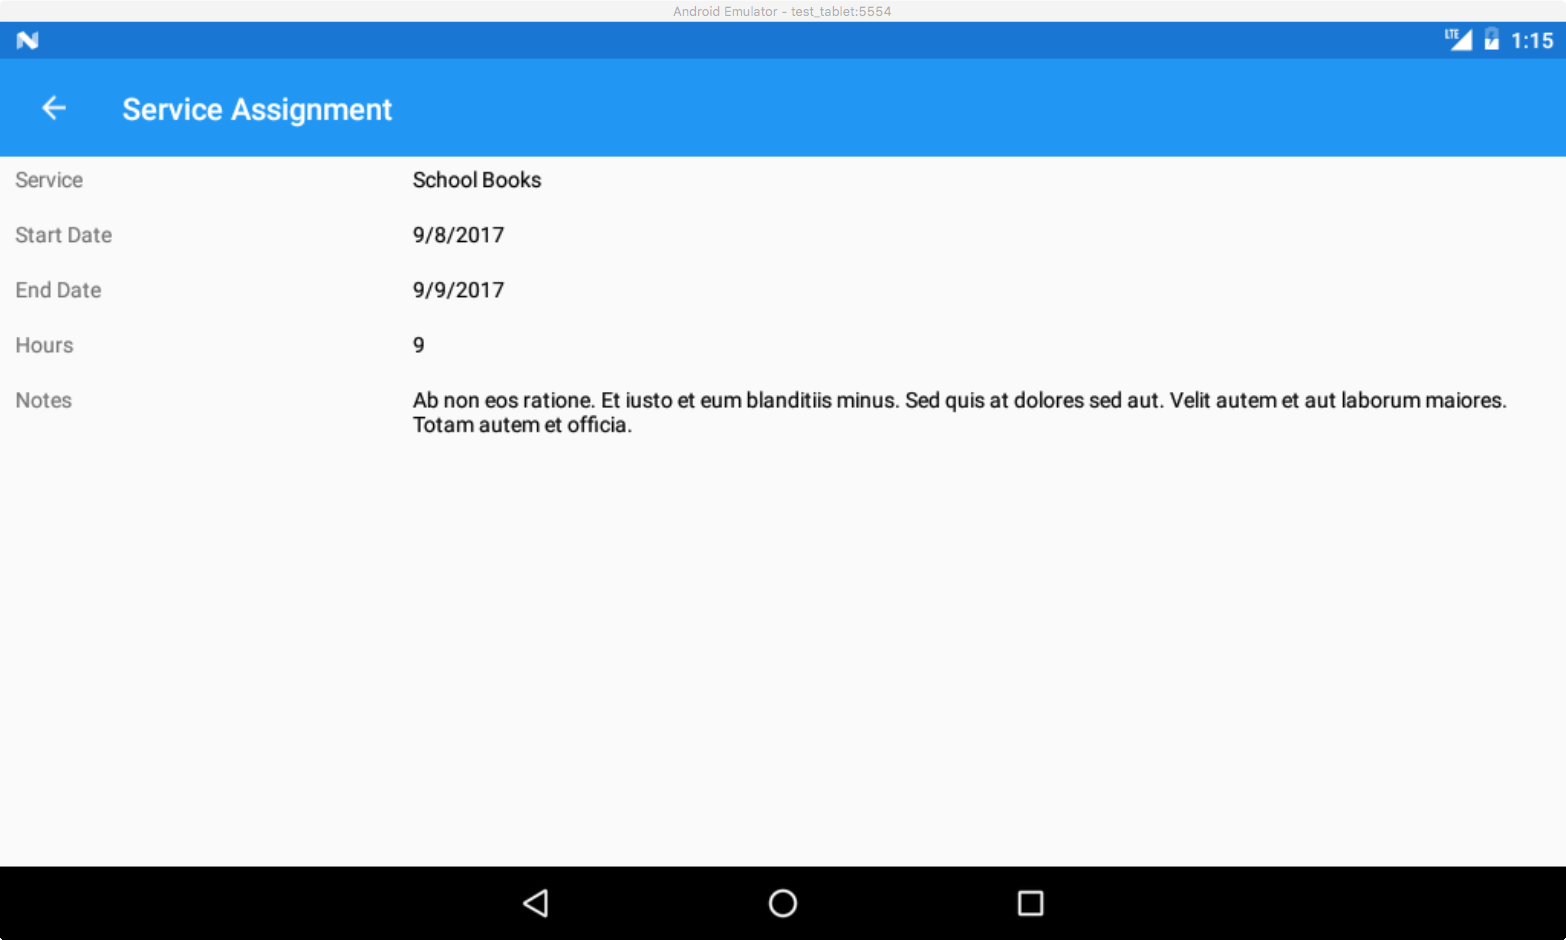 Android Emulator - test_tablet:5554
LTE 1:15
Service Assignment
Service School Books
Start Date 9/8/2017
End Date 9/9/2017
Hours 9
Notes Ab non eos ratione. Et iusto et eum blanditiis minus. Sed quis at dolores sed aut. Velit autem et aut laborum maiores.
Totam autem et officia.